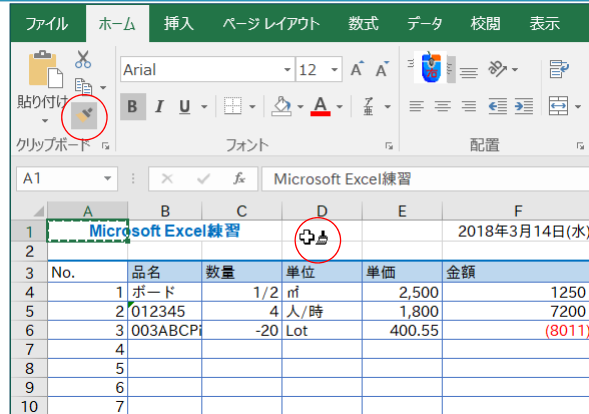 ファイル ホーム 挿入 ページレイアウト 数式 データ 校閲 表示
Arial 12 A A
貼り付け B I U A
クリップボード フォント 配置
A1 fx Microsoft Excel練習
A B C D E F
1 Microsoft Excel練習 2018年3月14日(水)
2
3 No. 品名 数量 単位 単価 金額
4 1 ボード 1/2 ㎡ 2,500 1250
5 2 012345 4 人/時 1,800 7200
6 3 003ABCPi -20 Lot 400.55 (8011)
7 4
8 5
9 6
10 7